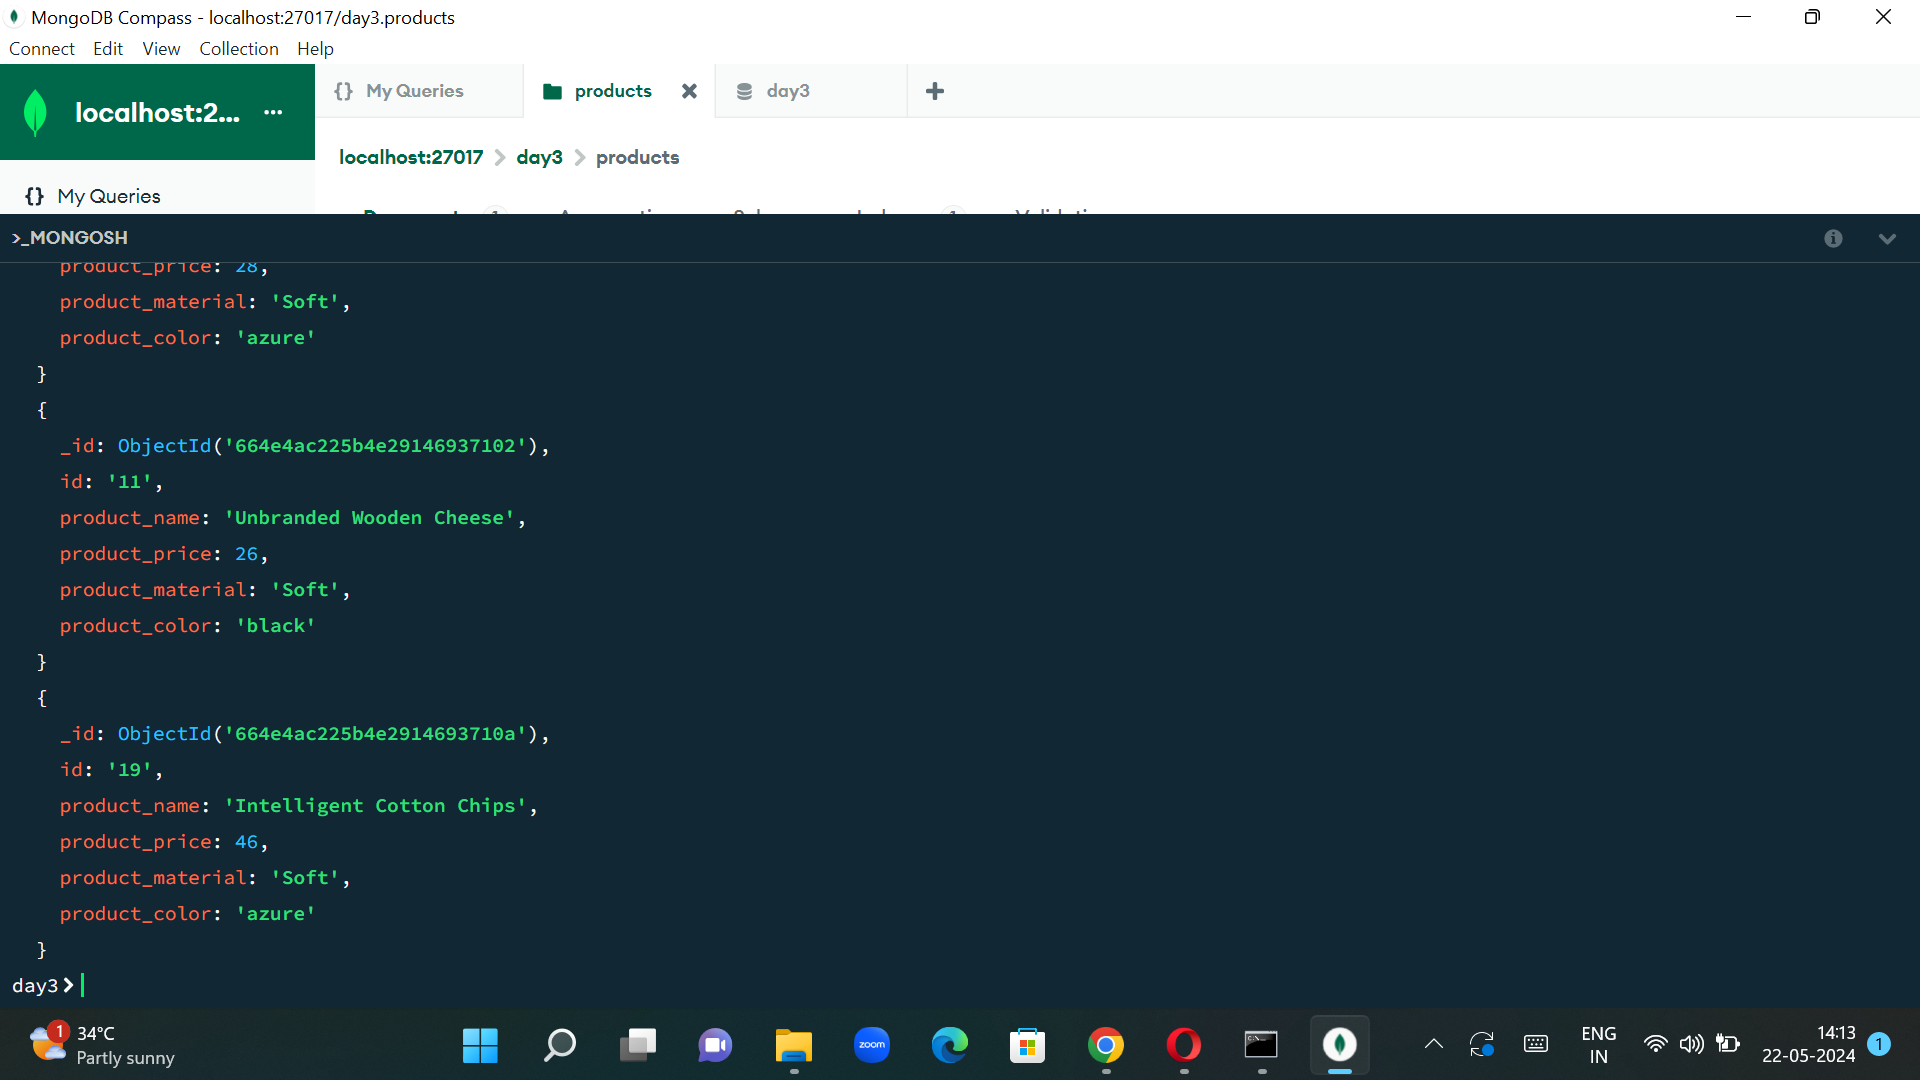 MongoDB Compass - localhost:27017/day3.products
Connect Edit View Collection Help
localhost:2... ...
{} My Queries
products
day3
localhost:27017 > day3 > products
{} My Queries
>_MONGOSH
product_price: 28,
product_material: 'Soft',
product_color: 'azure'
}
{
_id: ObjectId('664e4ac225b4e29146937102'),
id: '11',
product_name: 'Unbranded Wooden Cheese',
product_price: 26,
product_material: 'Soft',
product_color: 'black'
}
{
_id: ObjectId('664e4ac225b4e2914693710a'),
id: '19',
product_name: 'Intelligent Cotton Chips',
product_price: 46,
product_material: 'Soft',
product_color: 'azure'
}
day3>
1
34°C
Partly sunny
zoom
ENG
IN
14:13
22-05-2024
1